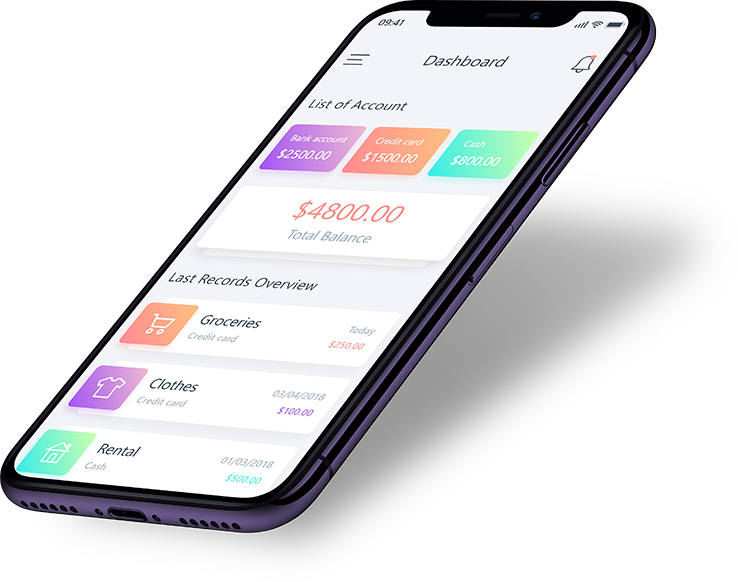 09:41
Dashboard
List of Account
Bank account
$2500.00
Credit card
$1500.00
Cash
$800.00
$4800.00
Total Balance
Last Records Overview
Groceries
Credit card
Today
$250.00
Clothes
Credit card
03/04/2018
$100.00
Rental
Cash
01/03/2018
$500.00